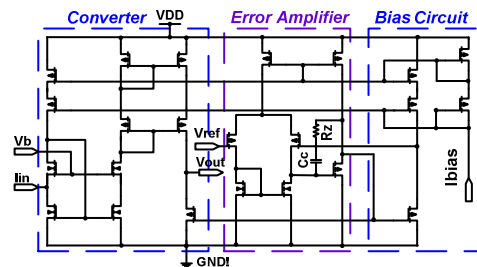 Converter
Error Amplifier
Bias Circuit
VDD
Vb
Iin
Vref
Vout
Cc
Rz
Ibias
GND!